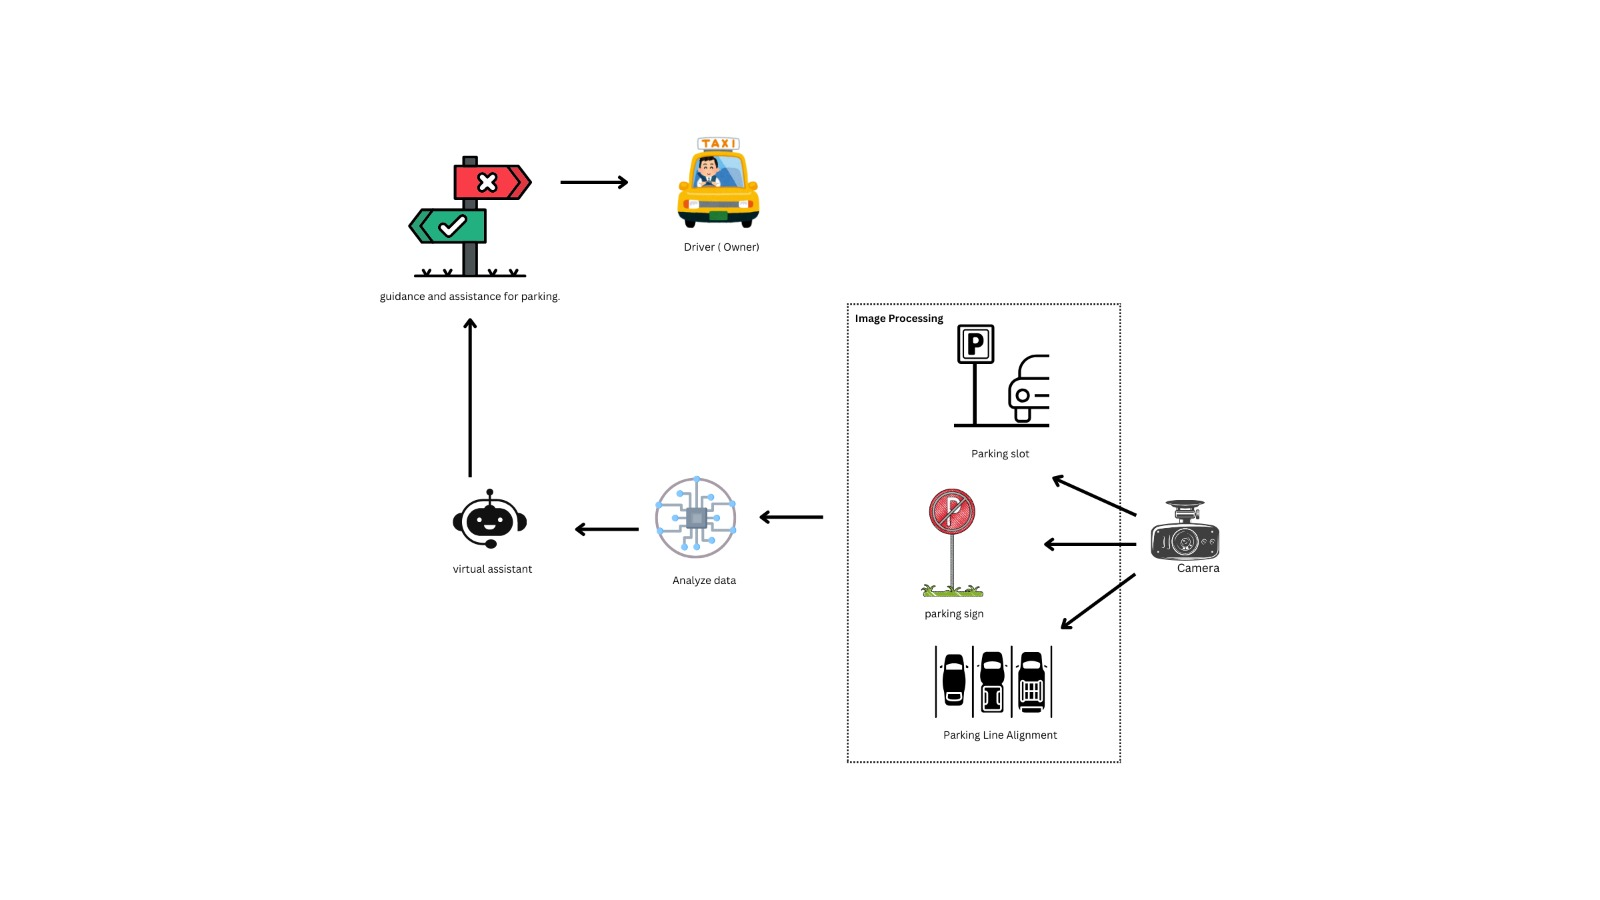 TAXI
Driver ( Owner)
guidance and assistance for parking.
Image Processing
P
Parking slot
P
parking sign
Parking Line Alignment
Camera
Analyze data
virtual assistant